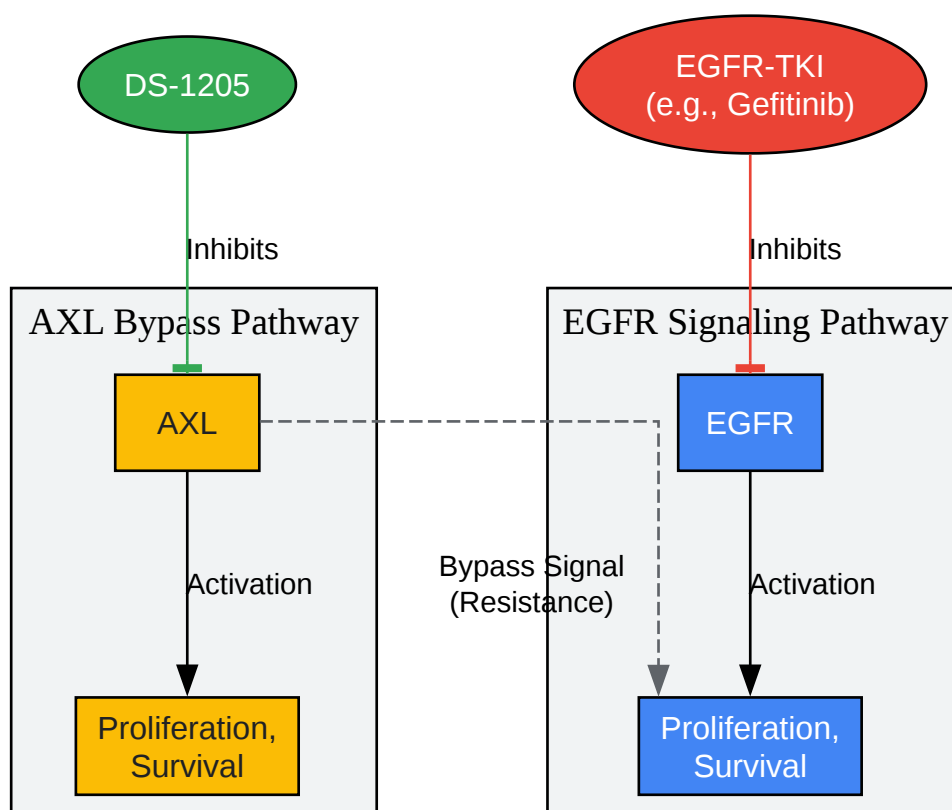 DS-1205
EGFR-TKI
(e.g., Gefitinib)
Inhibits
Inhibits
AXL Bypass Pathway
EGFR Signaling Pathway
AXL
EGFR
Bypass Signal
(Resistance)
Activation
Activation
Proliferation,
Survival
Proliferation,
Survival